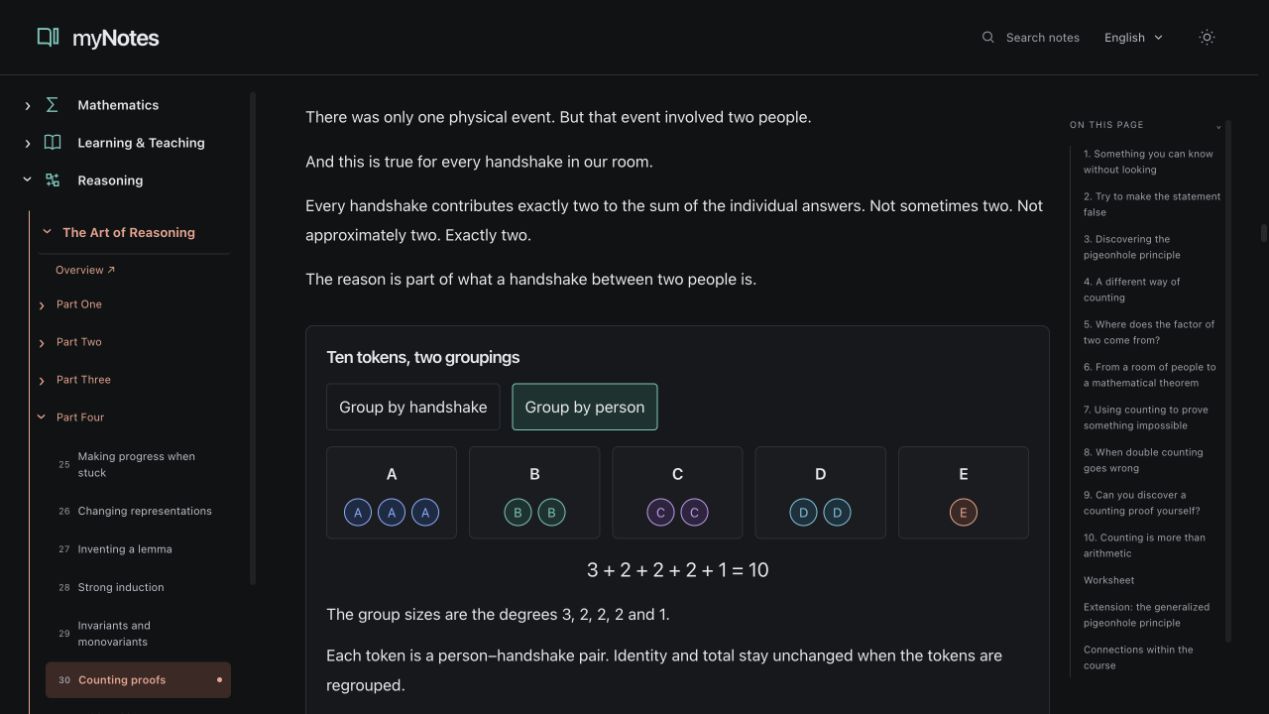 myNotes
Search notes
English
Mathematics
Learning & Teaching
Reasoning
The Art of Reasoning
Overview ↗
Part One
Part Two
Part Three
Part Four
25 Making progress when
stuck
26 Changing representations
27 Inventing a lemma
28 Strong induction
29 Invariants and
monovariants
30 Counting proofs
There was only one physical event. But that event involved two people.
And this is true for every handshake in our room.
Every handshake contributes exactly two to the sum of the individual answers. Not sometimes two. Not
approximately two. Exactly two.
The reason is part of what a handshake between two people is.
Ten tokens, two groupings
Group by handshake
Group by person
A B C D E
A A A B B C C D D E
3 + 2 + 2 + 2 + 1 = 10
The group sizes are the degrees 3, 2, 2, 2 and 1.
Each token is a person–handshake pair. Identity and total stay unchanged when the tokens are
regrouped.
ON THIS PAGE
1. Something you can know
without looking
2. Try to make the statement
false
3. Discovering the
pigeonhole principle
4. A different way of
counting
5. Where does the factor of
two come from?
6. From a room of people to
a mathematical theorem
7. Using counting to prove
something impossible
8. When double counting
goes wrong
9. Can you discover a
counting proof yourself?
10. Counting is more than
arithmetic
Worksheet
Extension: the generalized
pigeonhole principle
Connections within the
course